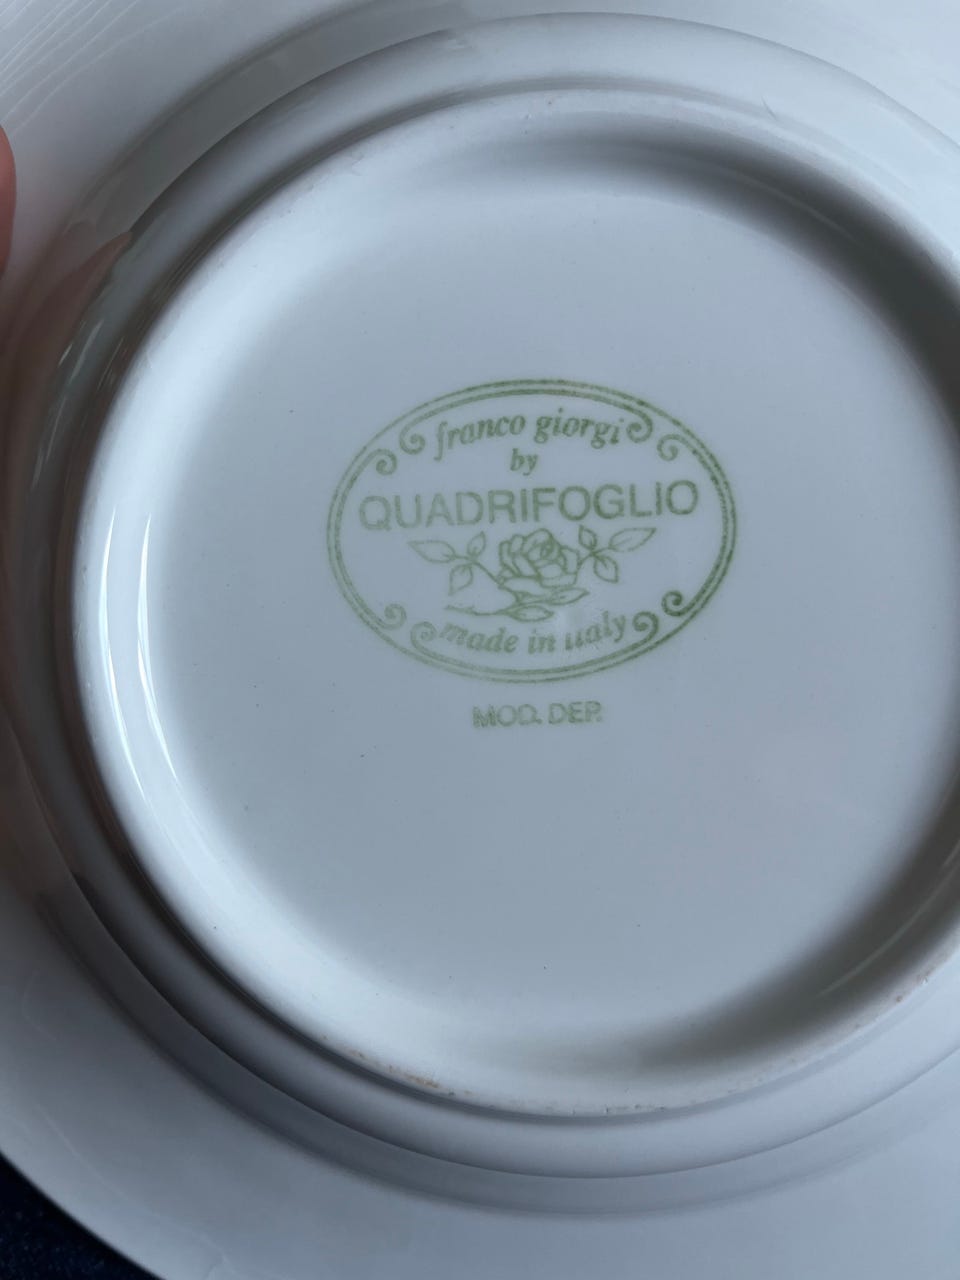 franco giorgi
by
QUADRIFOGLIO
made in italy
MOD. DEP.